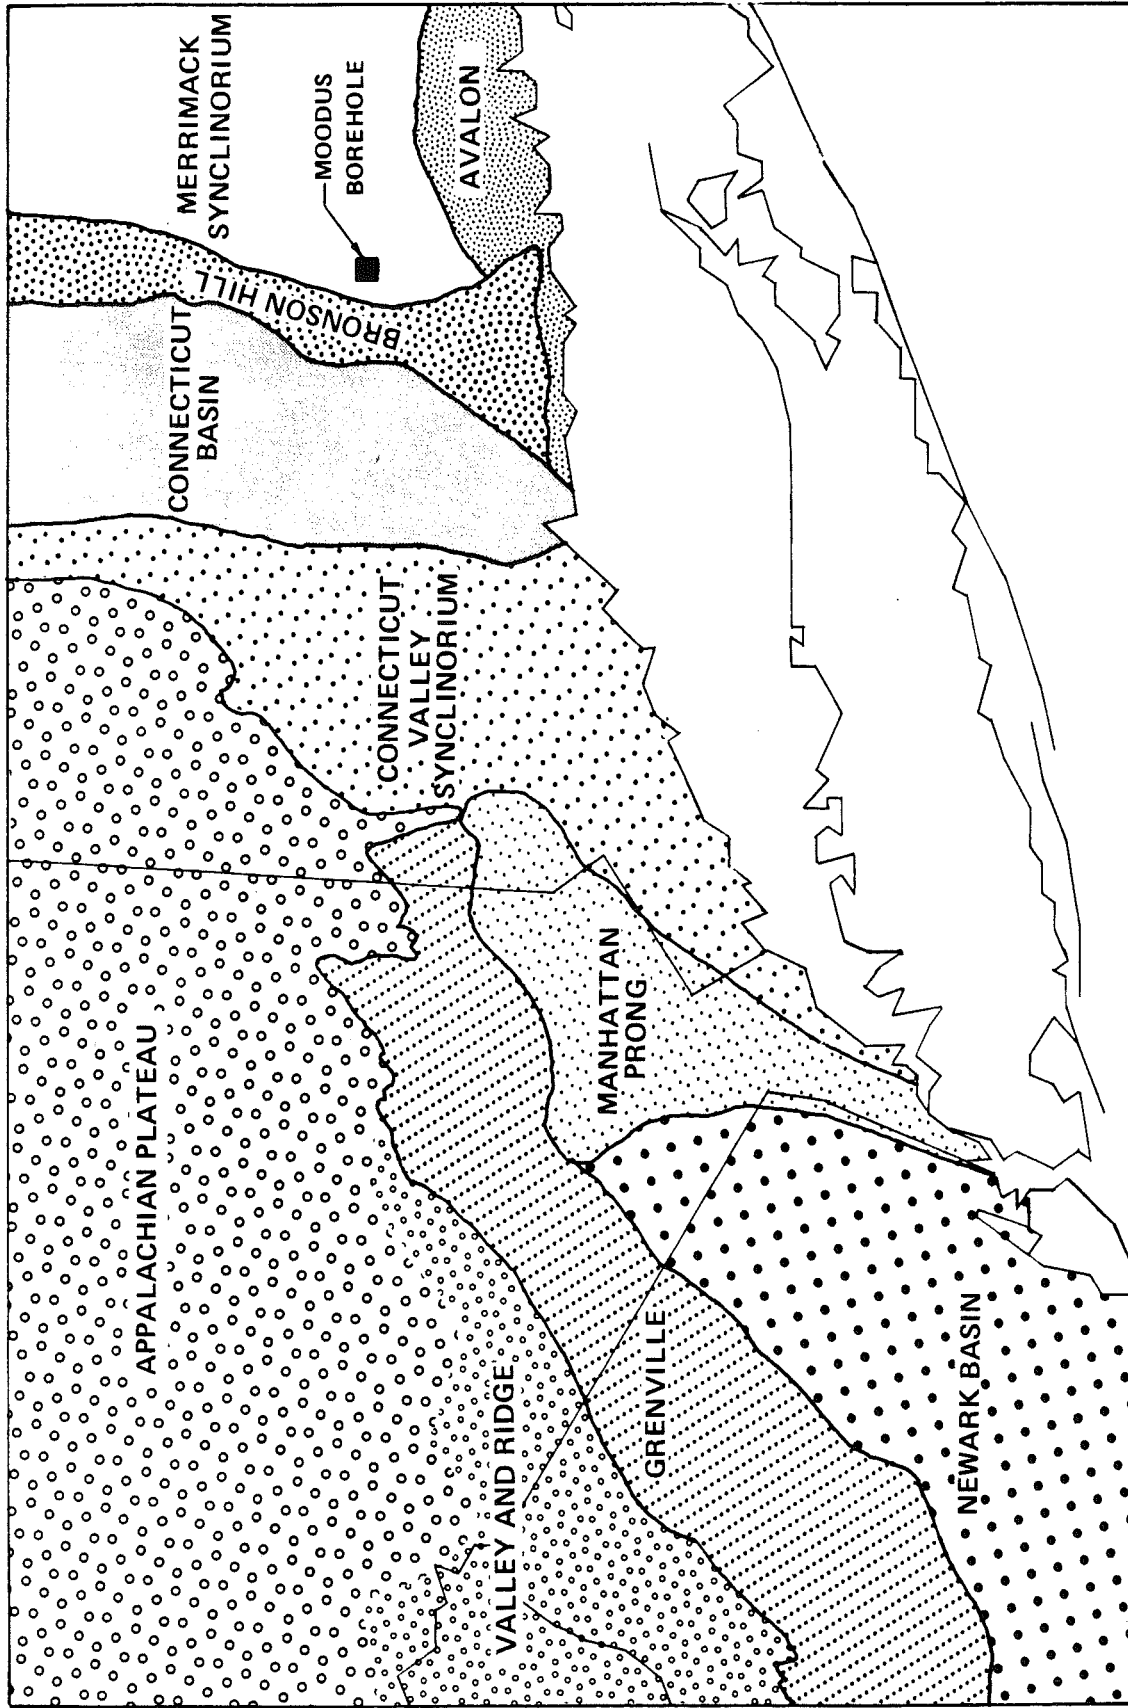 MERRIMACK
SYNCLINORIUM
MOODUS
BOREHOLE
AVALON
BRONSON HILL
CONNECTICUT
BASIN
CONNECTICUT
VALLEY
SYNCLINORIUM
MANHATTAN
PRONG
APPALACHIAN PLATEAU
VALLEY AND RIDGE
GRENVILLE
NEWARK BASIN